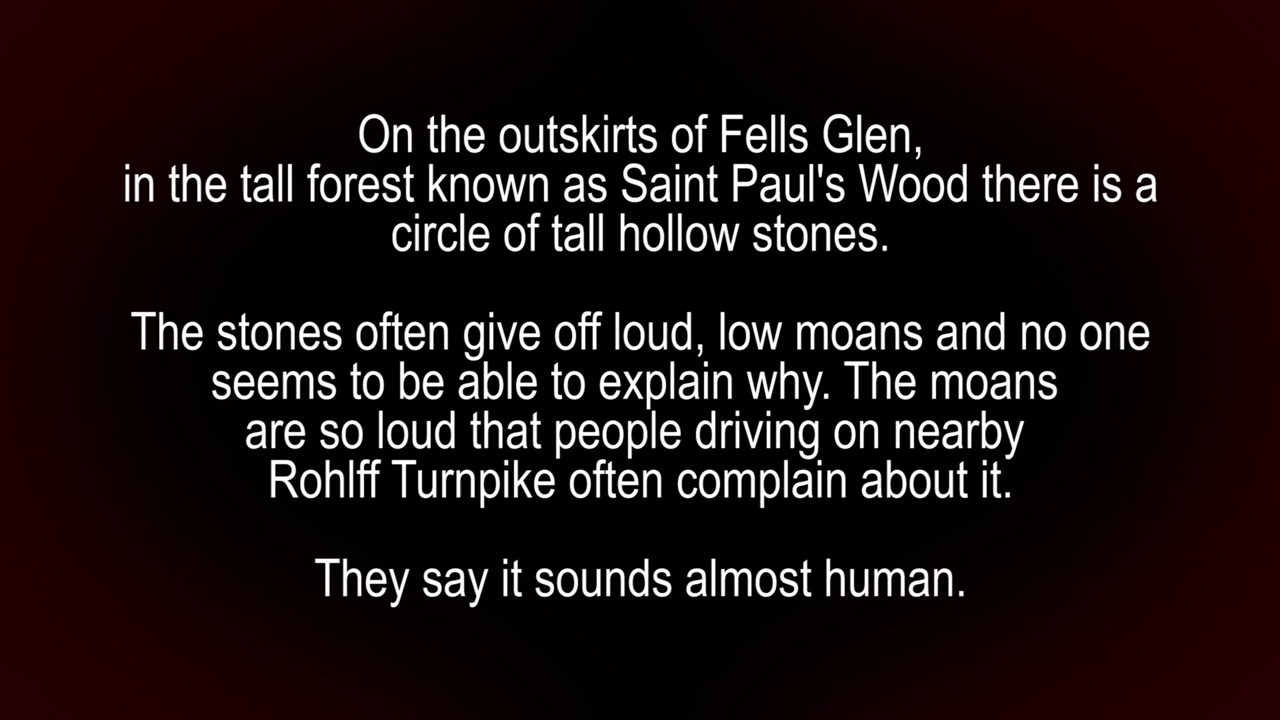 On the outskirts of Fells Glen,
in the tall forest known as Saint Paul's Wood there is a
circle of tall hollow stones.
The stones often give off loud, low moans and no one
seems to be able to explain why. The moans
are so loud that people driving on nearby
Rohlff Turnpike often complain about it.
They say it sounds almost human.